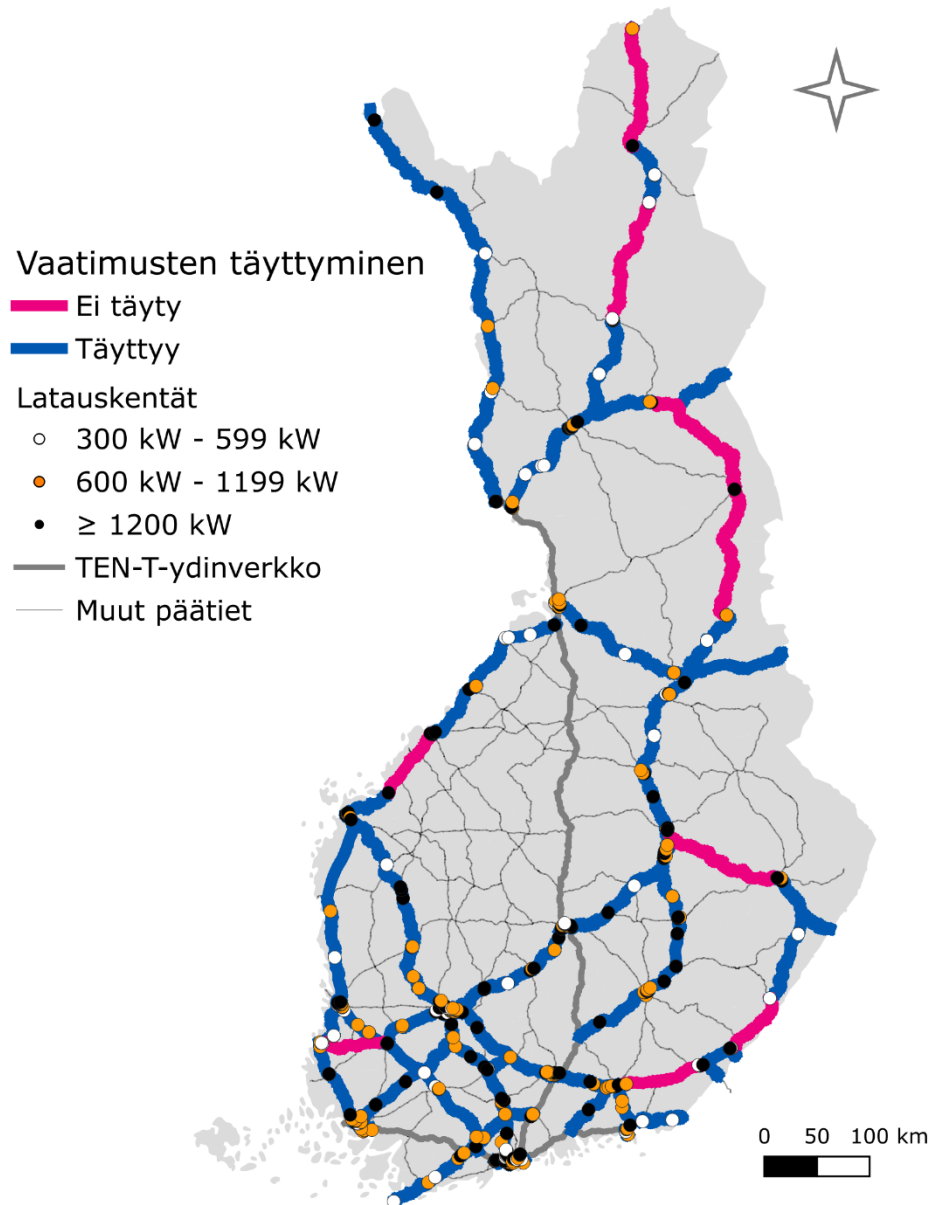 Vaatimusten täyttyminen
Ei täyty
Täyttyy
Latauskentät
300 kW - 599 kW
600 kW - 1199 kW
≥ 1200 kW
TEN-T-ydinverkko
Muut päätiet
0 50 100 km